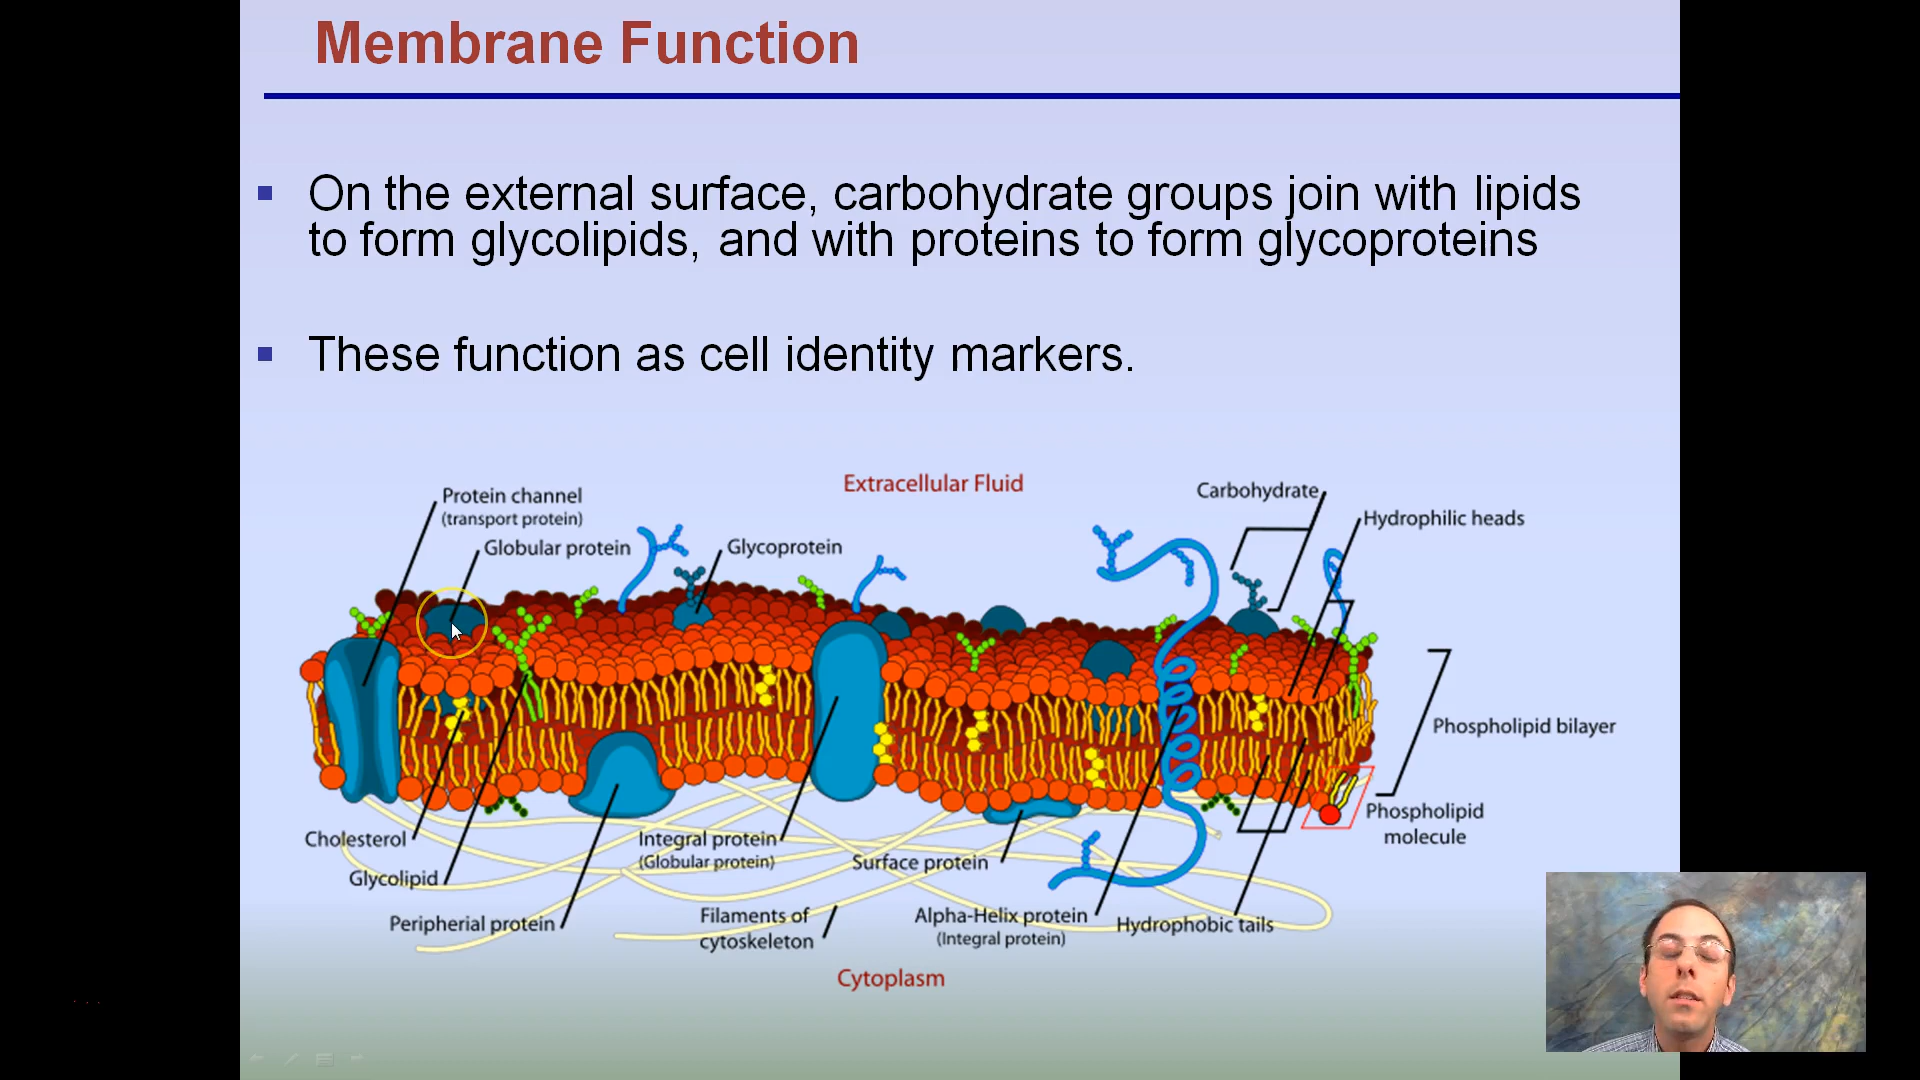 Membrane Function
On the external surface, carbohydrate groups join with lipids
to form glycolipids, and with proteins to form glycoproteins
These function as cell identity markers.
Extracellular Fluid
Protein channel
(transport protein)
Globular protein
Glycoprotein
Carbohydrate
Hydrophilic heads
Phospholipid bilayer
Phospholipid
molecule
Cholesterol
Glycolipid
Peripherial protein
Integral protein
(Globular protein)
Surface protein
Filaments of
cytoskeleton
Alpha-Helix protein
(Integral protein)
Hydrophobic tails
Cytoplasm